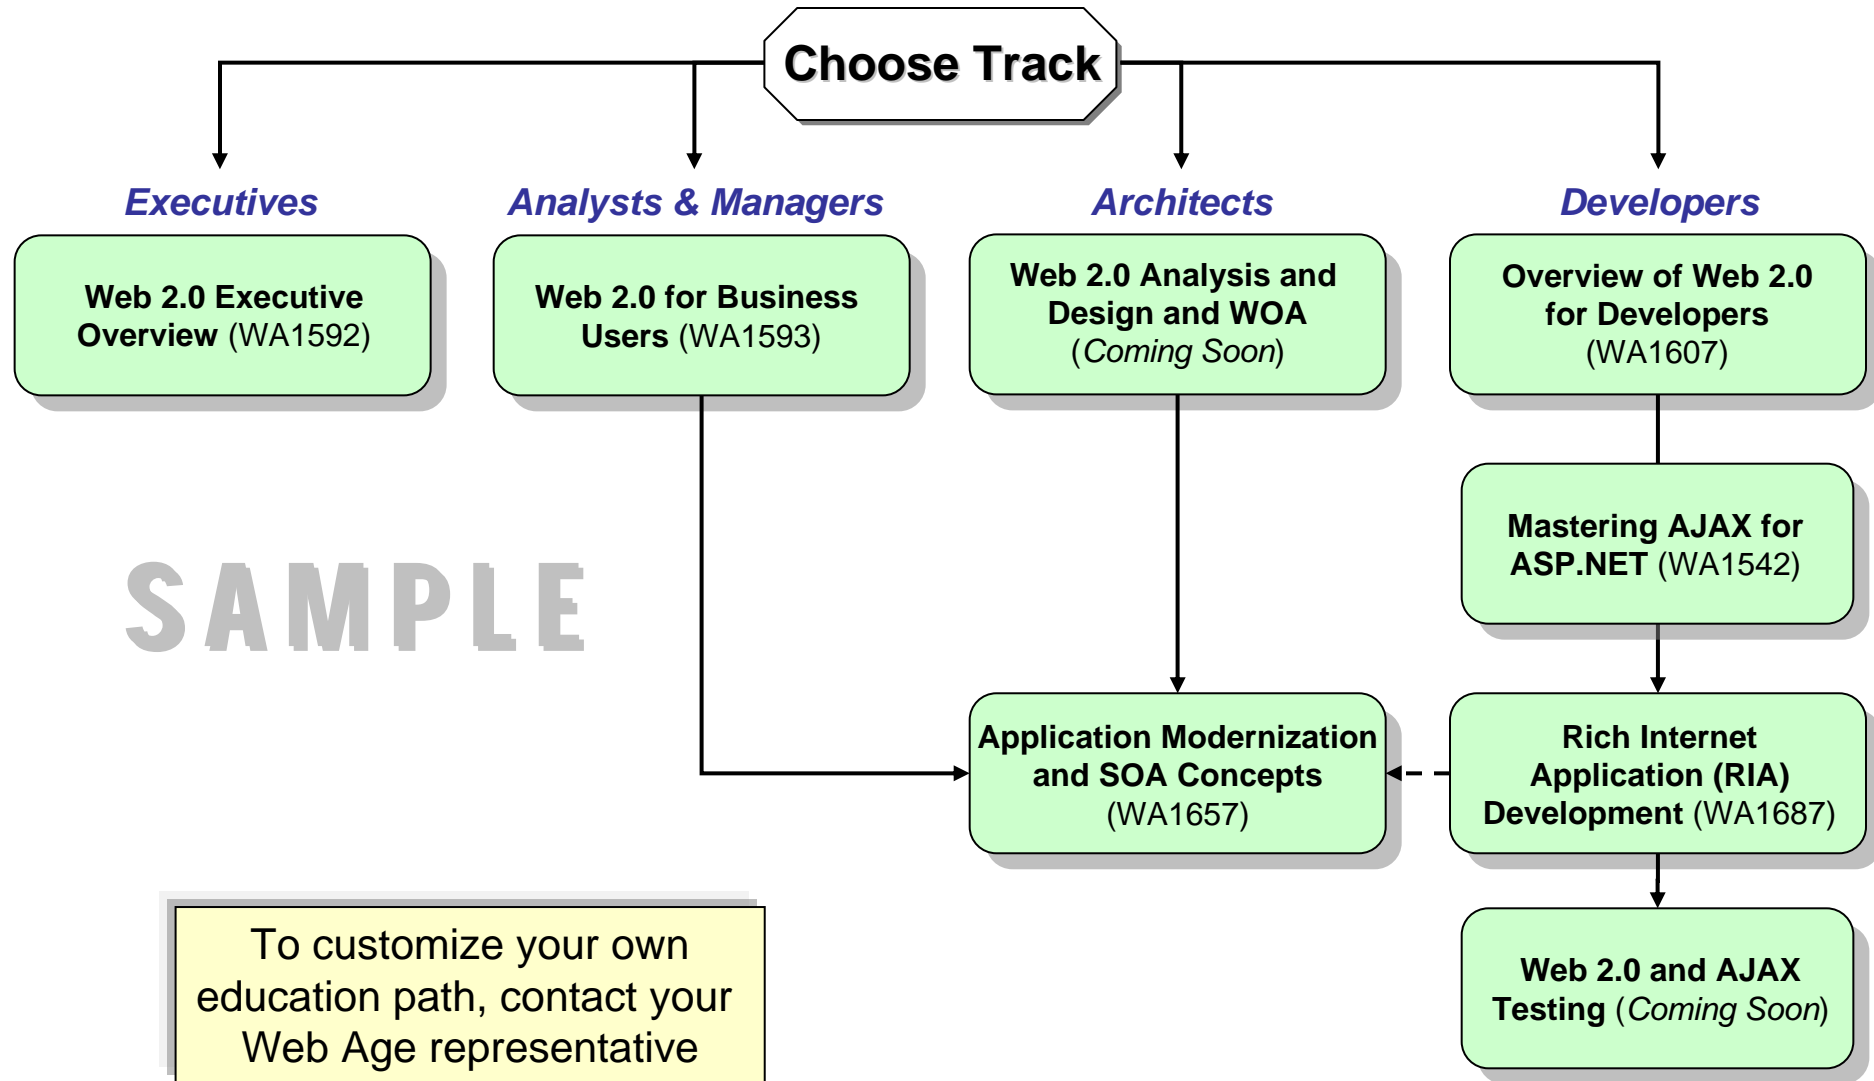 Choose Track
Executives
Web 2.0 Executive
Overview (WA1592)
Analysts & Managers
Web 2.0 for Business
Users (WA1593)
Architects
Web 2.0 Analysis and
Design and WOA
(Coming Soon)
Developers
Overview of Web 2.0
for Developers
(WA1607)
Mastering AJAX for
ASP.NET (WA1542)
SAMPLE
Application Modernization
and SOA Concepts
(WA1657)
Rich Internet
Application (RIA)
Development (WA1687)
Web 2.0 and AJAX
Testing (Coming Soon)
To customize your own
education path, contact your
Web Age representative